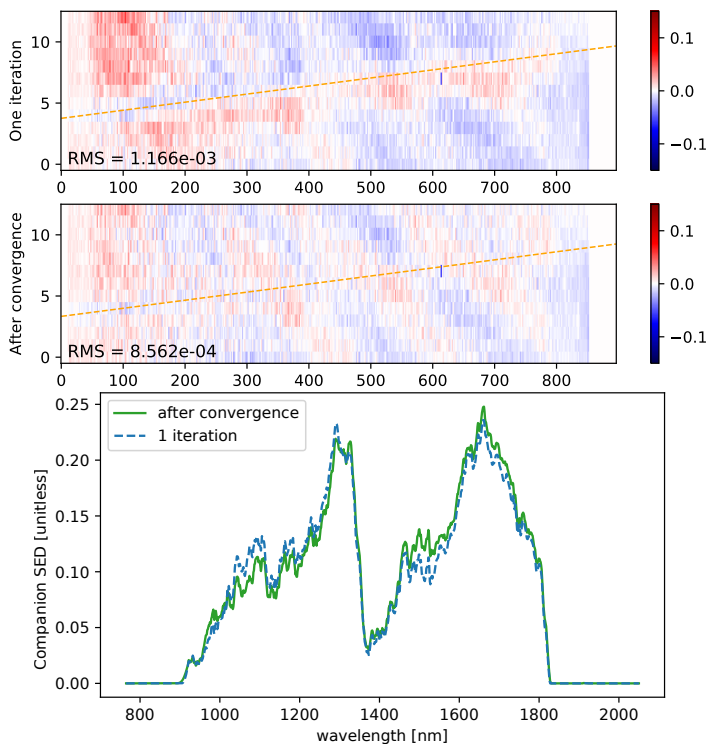 One iteration
10
5
0
RMS = 1.166e-03
0 100 200 300 400 500 600 700 800
0.1
0.0
−0.1
After convergence
10
5
0
RMS = 8.562e-04
0 100 200 300 400 500 600 700 800
0.1
0.0
−0.1
Companion SED [unitless]
0.25
0.20
0.15
0.10
0.05
0.00
after convergence
1 iteration
800 1000 1200 1400 1600 1800 2000
wavelength [nm]